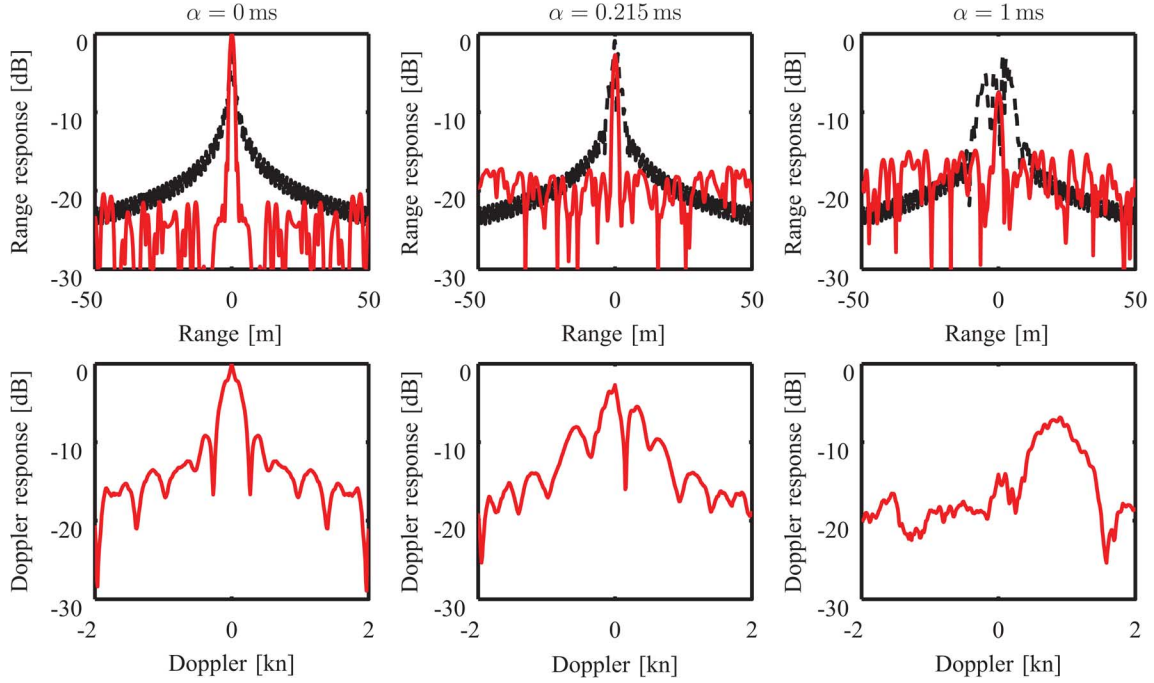 α = 0 ms
α = 0.215 ms
α = 1 ms
Range response [dB]
0
-10
-20
-30
-50
0
50
Range [m]
Range response [dB]
0
-10
-20
-30
-50
0
50
Range [m]
Range response [dB]
0
-10
-20
-30
-50
0
50
Range [m]
Doppler response [dB]
0
-10
-20
-30
-2
0
2
Doppler [kn]
Doppler response [dB]
0
-10
-20
-30
-2
0
2
Doppler [kn]
Doppler response [dB]
0
-10
-20
-30
-2
0
2
Doppler [kn]